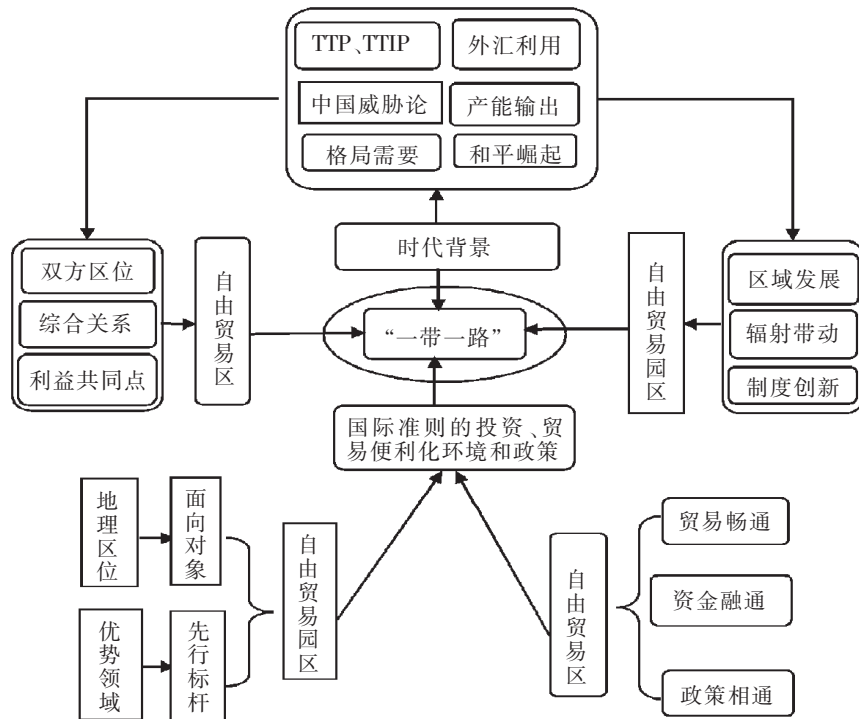 TTP、TTIP
外汇利用
中国威胁论
产能输出
格局需要
和平崛起
时代背景
双方区位
综合关系
利益共同点
自由贸易区
“一带一路”
自由贸易园区
区域发展
辐射带动
制度创新
国际准则的投资、贸
易便利化环境和政策
地理区位
面向对象
优势领域
先行标杆
自由贸易园区
自由贸易区
贸易畅通
资金融通
政策相通